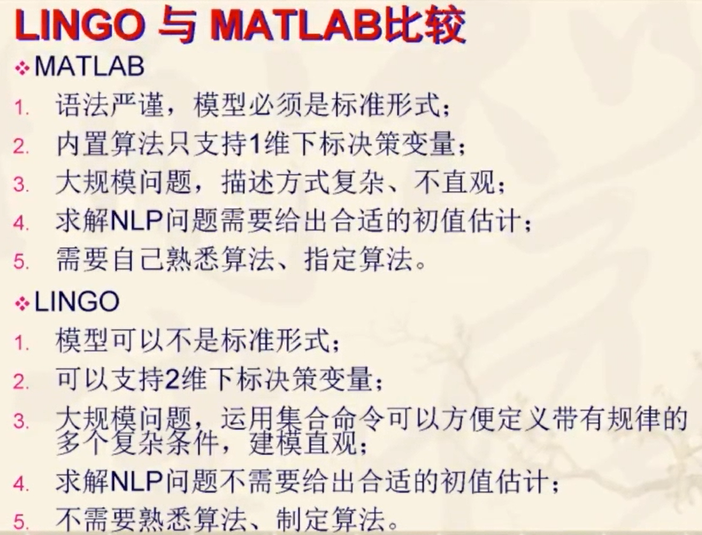 LINGO 与 MATLAB比较
MATLAB
1. 语法严谨，模型必须是标准形式；
2. 内置算法只支持1维下标决策变量；
3. 大规模问题，描述方式复杂、不直观；
4. 求解NLP问题需要给出合适的初值估计；
5. 需要自己熟悉算法、指定算法。
LINGO
1. 模型可以不是标准形式；
2. 可以支持2维下标决策变量；
3. 大规模问题，运用集合命令可以方便定义带有规律的
多个复杂条件，建模直观；
4. 求解NLP问题不需要给出合适的初值估计；
5. 不需要熟悉算法、制定算法。